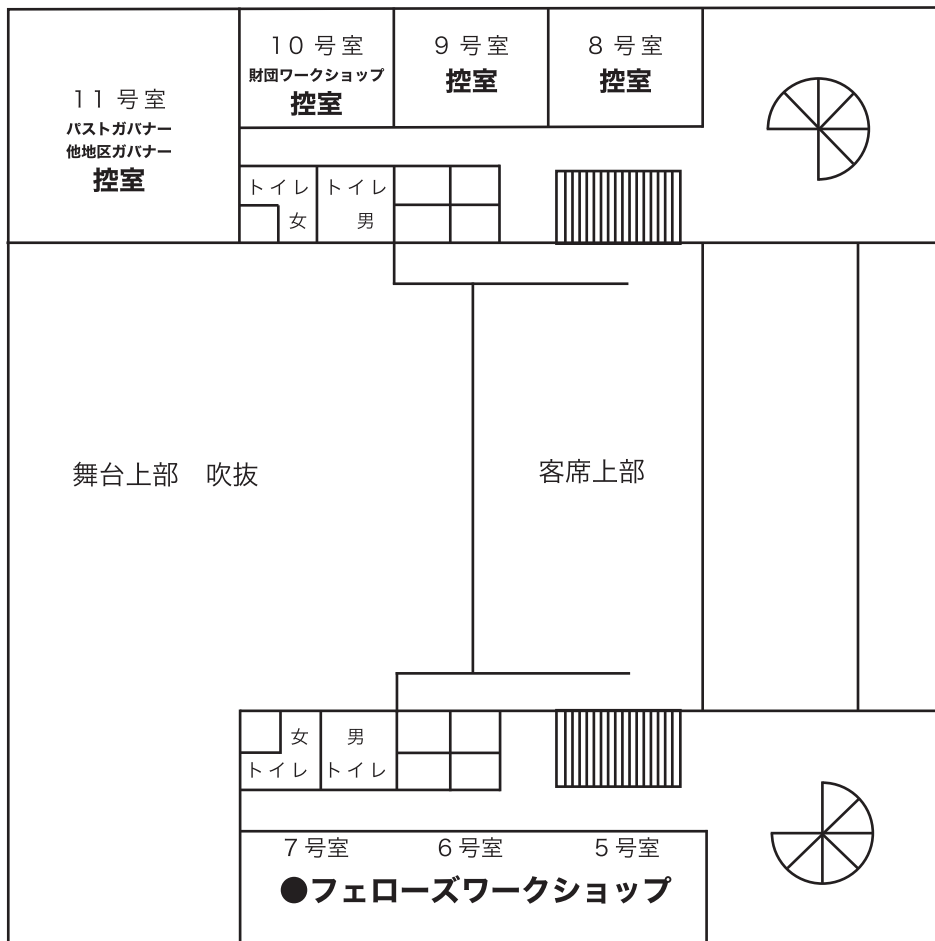 11 号室
パストガバナー
他地区ガバナー
控室
10 号室
財団ワークショップ
控室
9 号室
控室
8 号室
控室
トイレ
女
トイレ
男
舞台上部　吹抜
客席上部
女
トイレ
男
トイレ
7 号室
6 号室
5 号室
●フェローズワークショップ